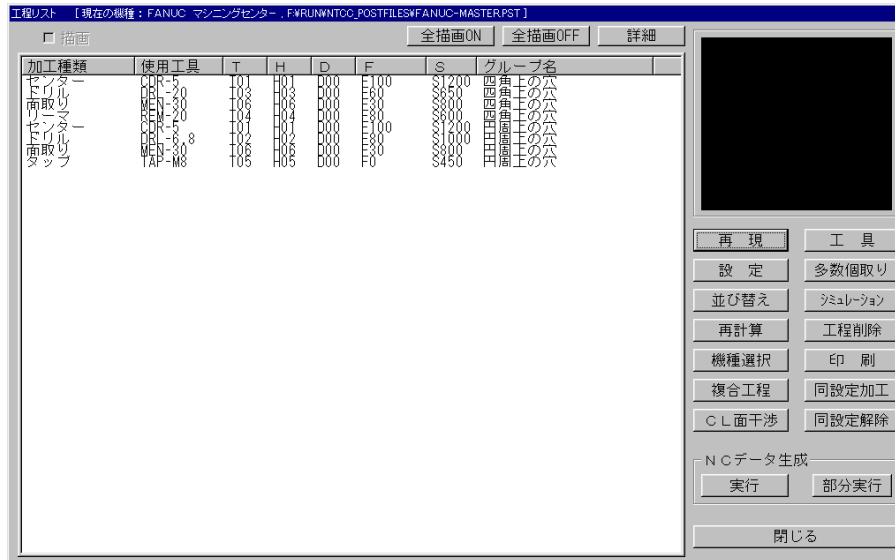 工程リスト [現在の機種：FANUC マシニングセンター . F:¥RUN¥NTCC_POSTFILES¥FANUC-MASTER.PST ]
描画 全描画ON 全描画OFF 詳細
加工種類 使用工具 T H D F S グループ名
センター CDR-5 T01 H01 D00 F100 S1200 四角上の穴
ドリル DRL-20 T03 H03 D00 F60 S650 四角上の穴
面取り MEN-30 T06 H06 D00 F30 S800 四角上の穴
リーマ REM-20 T04 H04 D00 F80 S600 四角上の穴
センター CDR-5 T01 H01 D00 F100 S1200 円周上の穴
ドリル DRL-6.8 T02 H02 D00 F80 S1000 円周上の穴
面取り MEN-30 T06 H06 D00 F30 S800 円周上の穴
タップ TAP-M8 T05 H05 D00 F0 S450 円周上の穴
再 現 工 具
設 定 多数個取り
並び替え シミュレーション
再計算 工程削除
機種選択 印 刷
複合工程 同設定加工
CL面干渉 同設定解除
NCデータ生成
実行 部分実行
閉じる